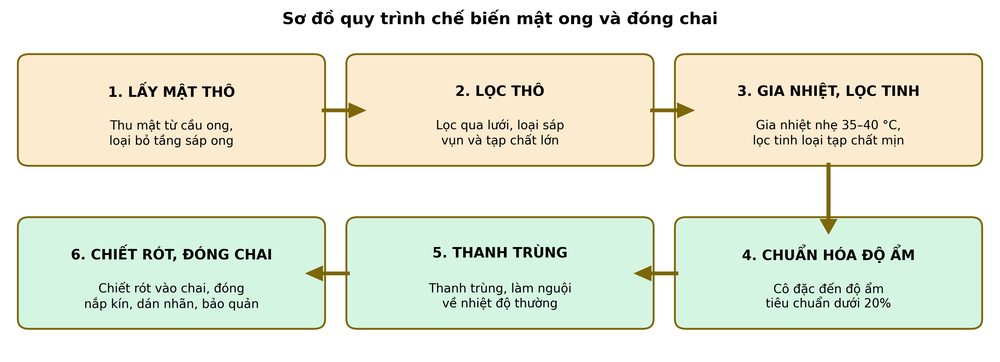 Sơ đồ quy trình chế biến mật ong và đóng chai
1. LẤY MẬT THÔ
Thu mật từ cầu ong,
loại bỏ tầng sáp ong
2. LỌC THÔ
Lọc qua lưới, loại sáp
vụn và tạp chất lớn
3. GIA NHIỆT, LỌC TINH
Gia nhiệt nhẹ 35–40 °C,
lọc tinh loại tạp chất mịn
4. CHUẨN HÓA ĐỘ ẨM
Cô đặc đến độ ẩm
tiêu chuẩn dưới 20%
5. THANH TRÙNG
Thanh trùng, làm nguội
về nhiệt độ thường
6. CHIẾT RÓT, ĐÓNG CHAI
Chiết rót vào chai, đóng
nắp kín, dán nhãn, bảo quản